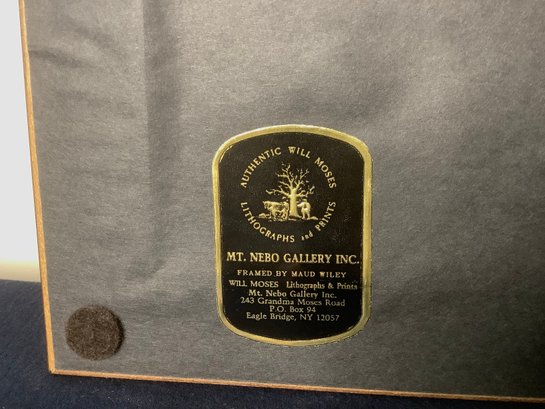 AUTHENTIC WILL MOSES
LITHOGRAPHS and PRINTS
MT. NEBO GALLERY INC.
FRAMED BY MAUD WILEY
WILL MOSES Lithographs & Prints
Mt. Nebo Gallery Inc.
243 Grandma Moses Road
P.O. Box 94
Eagle Bridge, NY 12057